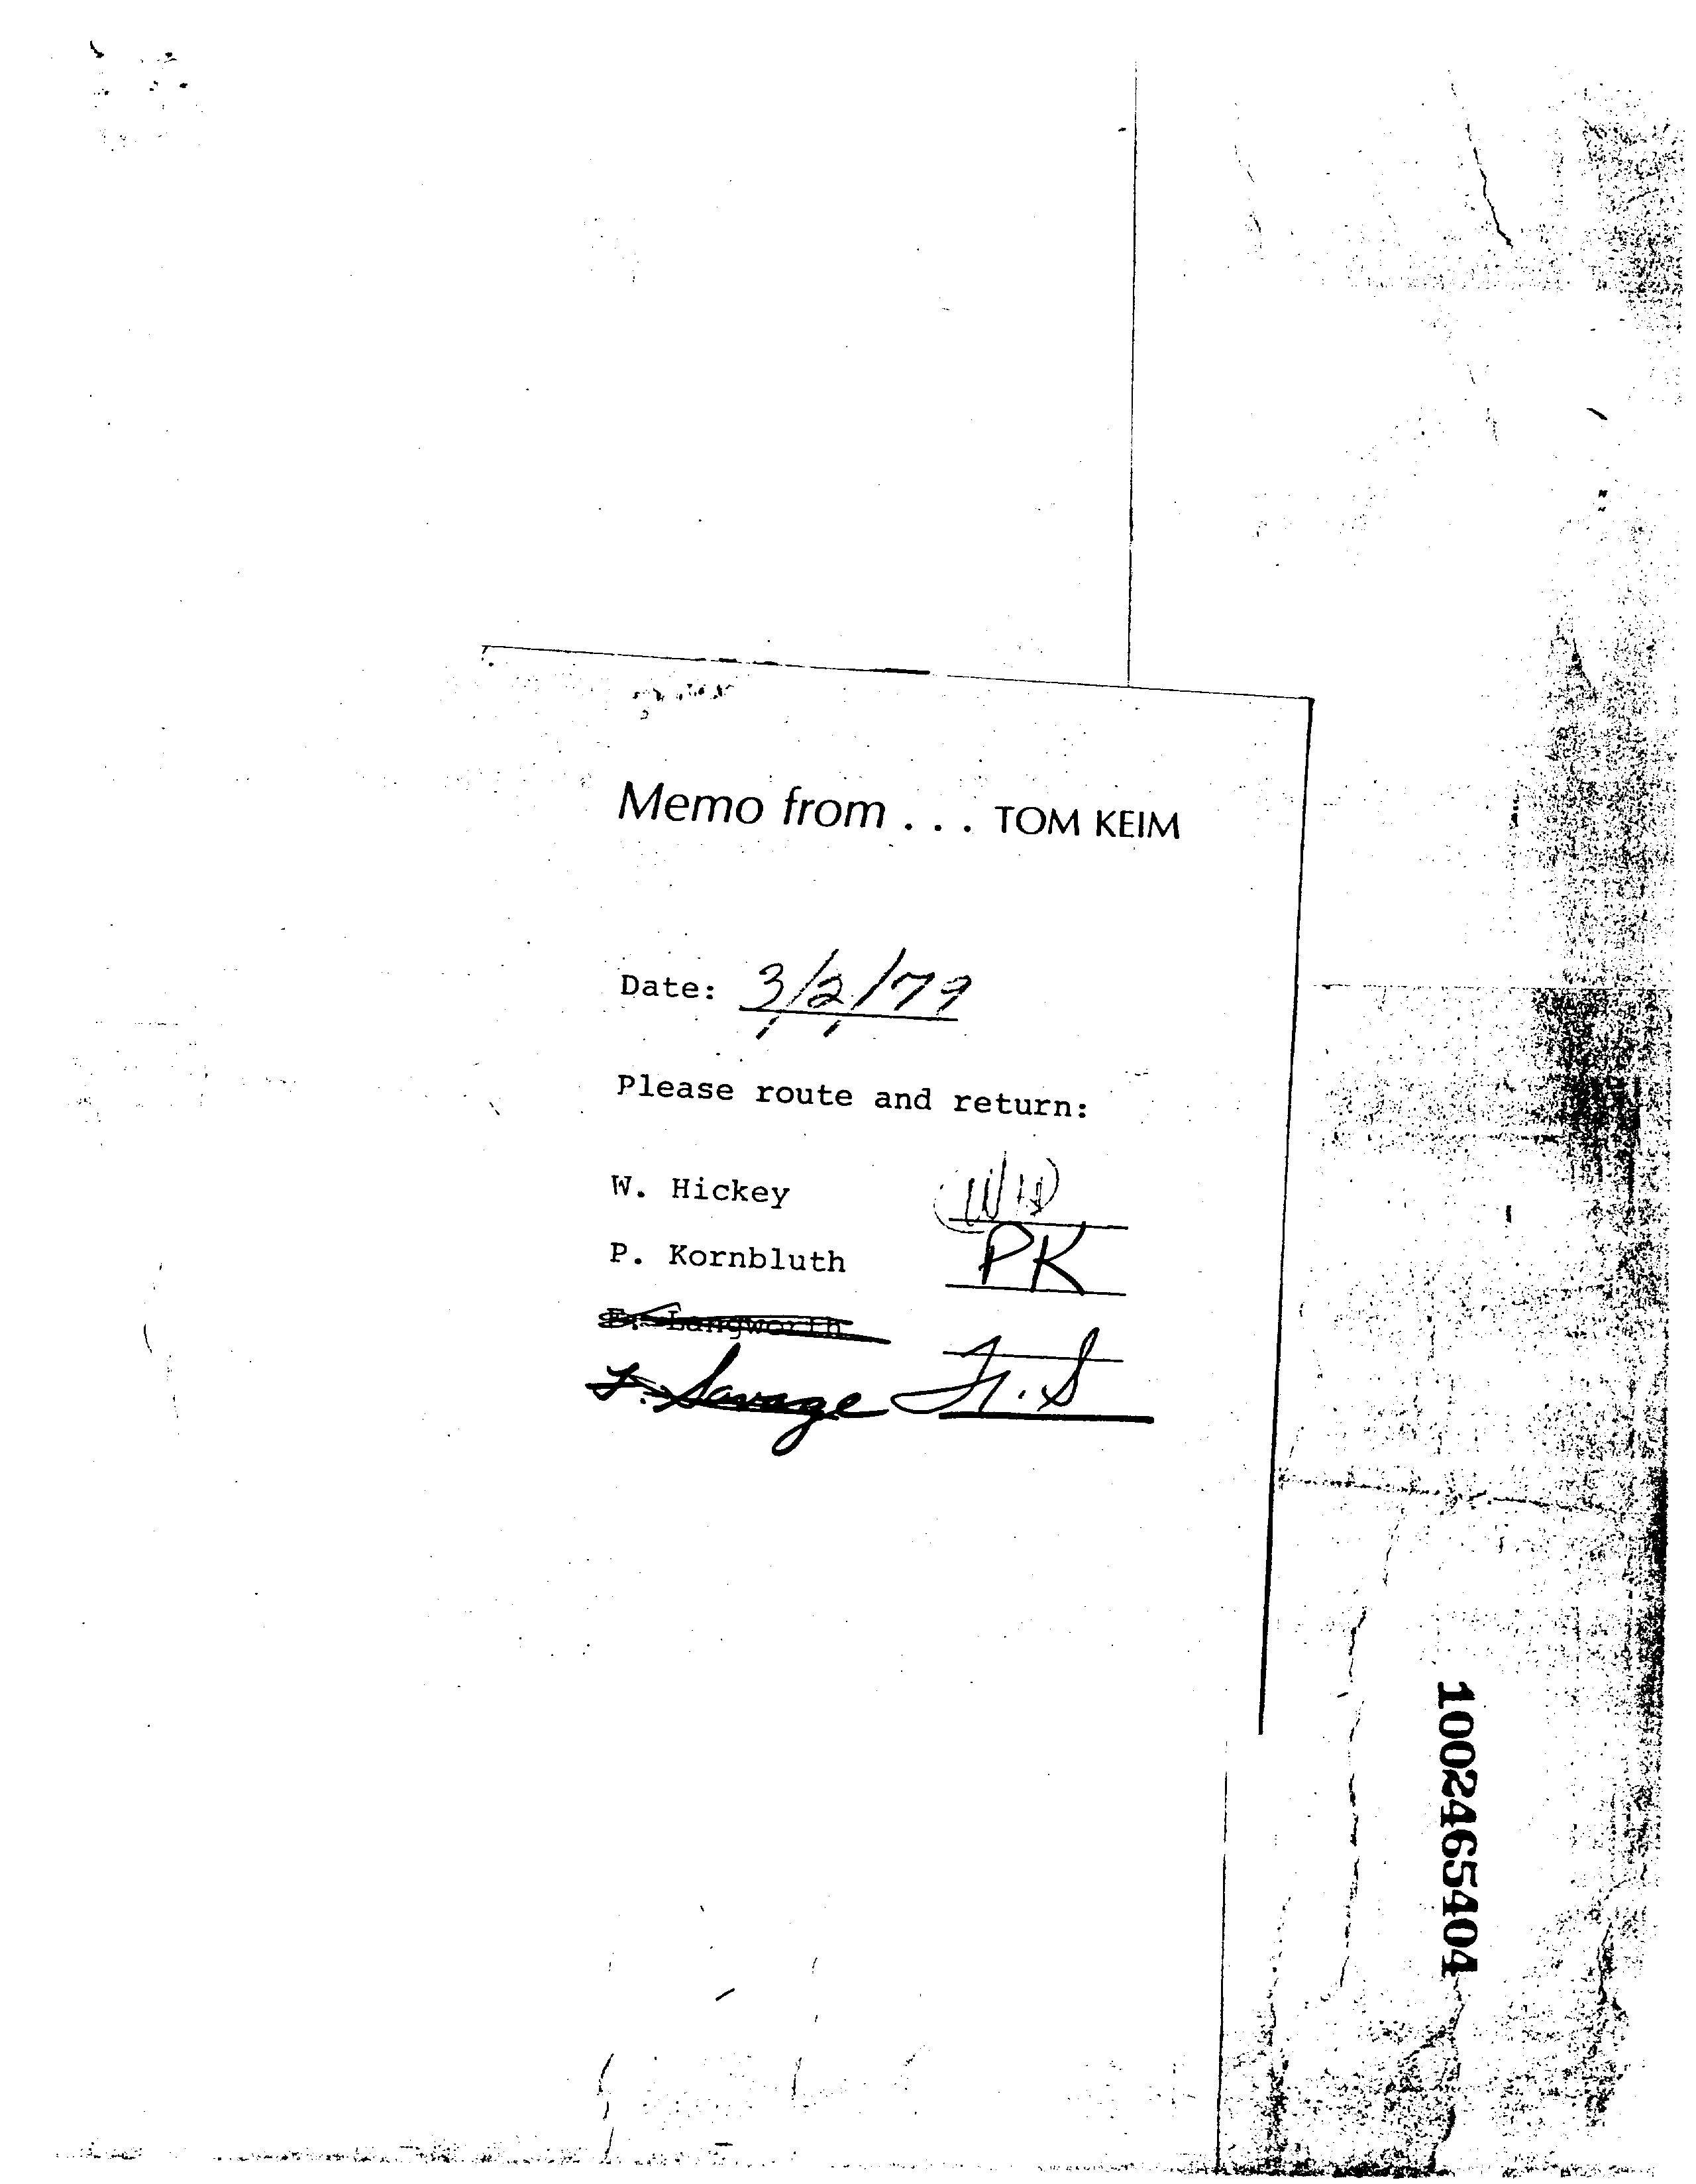 Memo from . . . TOM KEIM
Date: 3/2/79
Please route and return:
W. Hickey WH
P. Kornbluth PK
Langworth
F. Savage F.S
1002465404